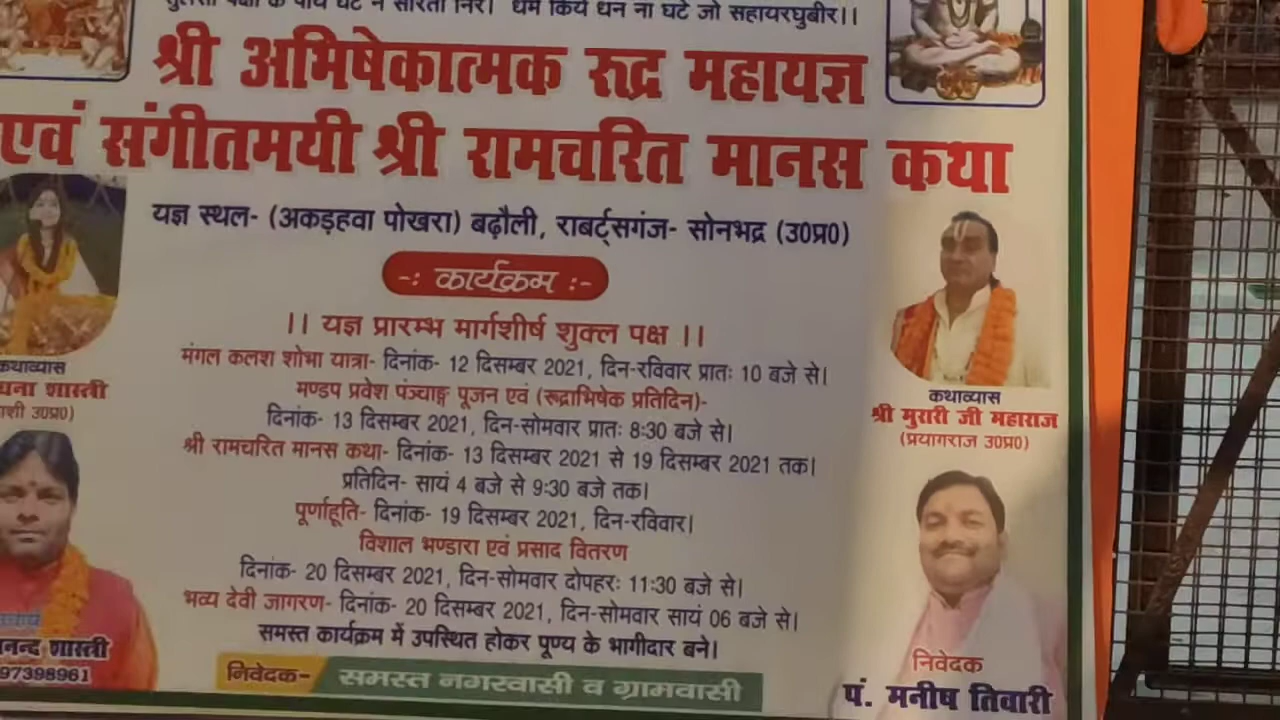 धर्म किये धन ना घटे जो सहायरघुबीर।।
श्री अभिषेकात्मक रुद्र महायज्ञ
एवं संगीतमयी श्री रामचरित मानस कथा
यज्ञ स्थल- (अकड़हवा पोखरा) बढ़ौली, राबर्ट्सगंज- सोनभद्र (उ0प्र0)
-: कार्यक्रम :-
।। यज्ञ प्रारम्भ मार्गशीर्ष शुक्ल पक्ष ।।
मंगल कलश शोभा यात्रा- दिनांक- 12 दिसम्बर 2021, दिन-रविवार प्रातः 10 बजे से।
मण्डप प्रवेश पंञ्चाङ्ग पूजन एवं (रूद्राभिषेक प्रतिदिन)-
दिनांक- 13 दिसम्बर 2021, दिन-सोमवार प्रातः 8:30 बजे से।
श्री रामचरित मानस कथा- दिनांक- 13 दिसम्बर 2021 से 19 दिसम्बर 2021 तक।
प्रतिदिन- सायं 4 बजे से 9:30 बजे तक।
पूर्णाहूति- दिनांक- 19 दिसम्बर 2021, दिन-रविवार।
विशाल भण्डारा एवं प्रसाद वितरण
दिनांक- 20 दिसम्बर 2021, दिन-सोमवार दोपहरः 11:30 बजे से।
भव्य देवी जागरण- दिनांक- 20 दिसम्बर 2021, दिन-सोमवार सायं 06 बजे से।
समस्त कार्यक्रम में उपस्थित होकर पूण्य के भागीदार बने।
निवेदक- समस्त नगरवासी व ग्रामवासी
कथाव्यास
शास्त्री
उ0प्र0)
शास्त्री
97398961
कथाव्यास
श्री मुरारी जी महाराज
(प्रयागराज उ0प्र0)
निवेदक
पं. मनीष तिवारी